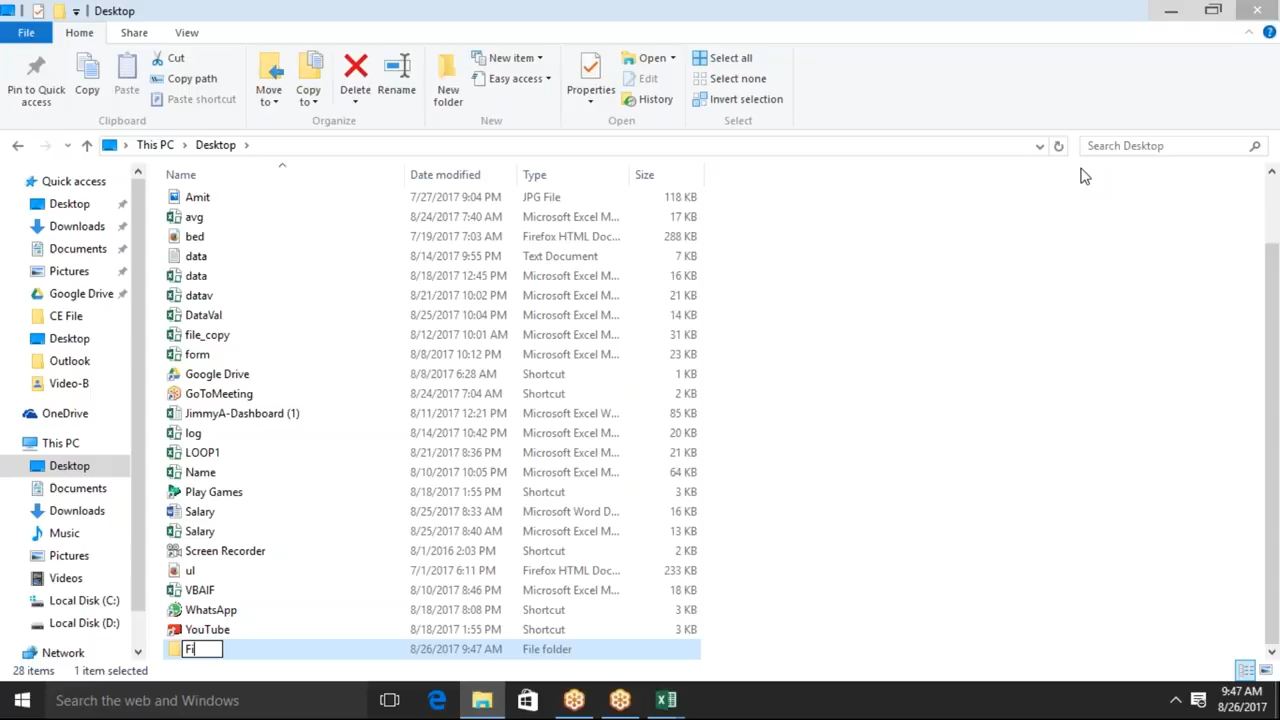 Desktop
File Home Share View
Pin to Quick access
Copy
Paste
Cut
Copy path
Paste shortcut
Clipboard
Move to
Copy to
Delete
Rename
Organize
New folder
New item
Easy access
New
Properties
Open
Edit
History
Open
Select all
Select none
Invert selection
Select
This PC > Desktop >
Search Desktop
Quick access
Desktop
Downloads
Documents
Pictures
Google Drive
CE File
Desktop
Outlook
Video-B
OneDrive
This PC
Desktop
Documents
Downloads
Music
Pictures
Videos
Local Disk (C:)
Local Disk (D:)
Network
Name Date modified Type Size
Amit 7/27/2017 9:04 PM JPG File 118 KB
avg 8/24/2017 7:40 AM Microsoft Excel M... 17 KB
bed 7/19/2017 7:03 AM Firefox HTML Doc... 288 KB
data 8/14/2017 9:55 PM Text Document 7 KB
data 8/18/2017 12:45 PM Microsoft Excel M... 16 KB
datav 8/21/2017 10:02 PM Microsoft Excel M... 21 KB
DataVal 8/25/2017 10:04 PM Microsoft Excel M... 14 KB
file_copy 8/12/2017 10:01 AM Microsoft Excel M... 31 KB
form 8/8/2017 10:12 PM Microsoft Excel M... 23 KB
Google Drive 8/8/2017 6:28 AM Shortcut 1 KB
GoToMeeting 8/24/2017 7:04 AM Shortcut 2 KB
JimmyA-Dashboard (1) 8/11/2017 12:21 PM Microsoft Excel W... 85 KB
log 8/14/2017 10:42 PM Microsoft Excel M... 20 KB
LOOP1 8/21/2017 8:36 PM Microsoft Excel M... 21 KB
Name 8/10/2017 10:05 PM Microsoft Excel M... 64 KB
Play Games 8/18/2017 1:55 PM Shortcut 3 KB
Salary 8/25/2017 8:33 AM Microsoft Word D... 16 KB
Salary 8/25/2017 8:40 AM Microsoft Excel M... 13 KB
Screen Recorder 8/1/2016 2:03 PM Shortcut 2 KB
ul 7/1/2017 6:11 PM Firefox HTML Doc... 233 KB
VBAIF 8/10/2017 8:46 PM Microsoft Excel M... 18 KB
WhatsApp 8/18/2017 8:08 PM Shortcut 3 KB
YouTube 8/18/2017 1:55 PM Shortcut 3 KB
Fi 8/26/2017 9:47 AM File folder
28 items 1 item selected
Search the web and Windows
9:47 AM
8/26/2017